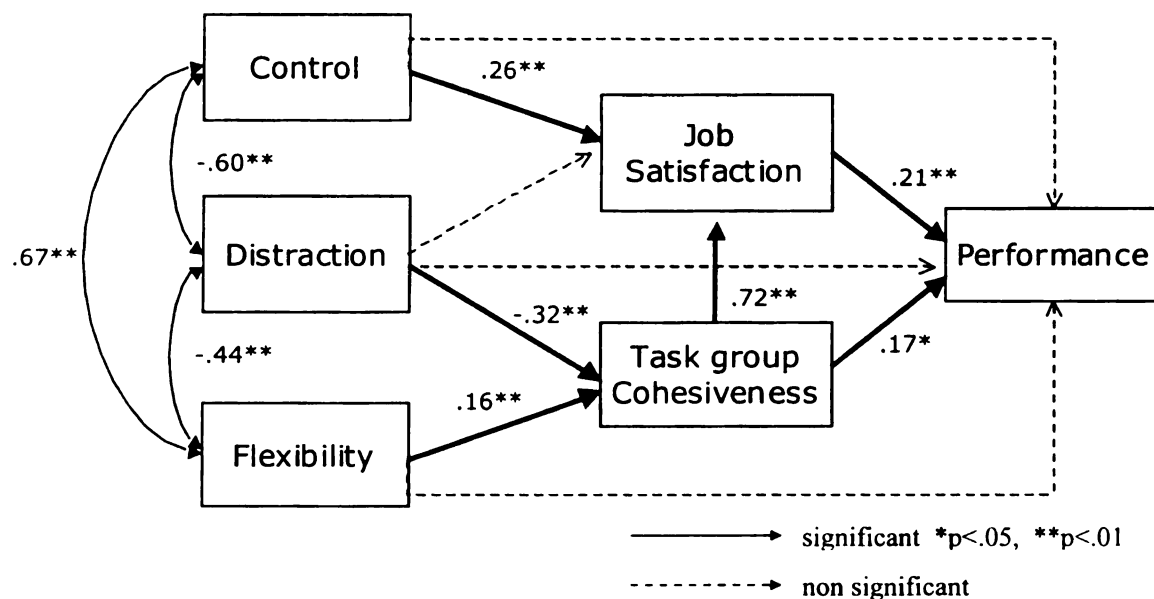 Control
.26**
Job
Satisfaction
-.60**
.21**
.67**
Distraction
Performance
-.32**
.72**
-.44**
Task group
Cohesiveness
.17*
.16**
Flexibility
significant *p<.05, **p<.01
non significant